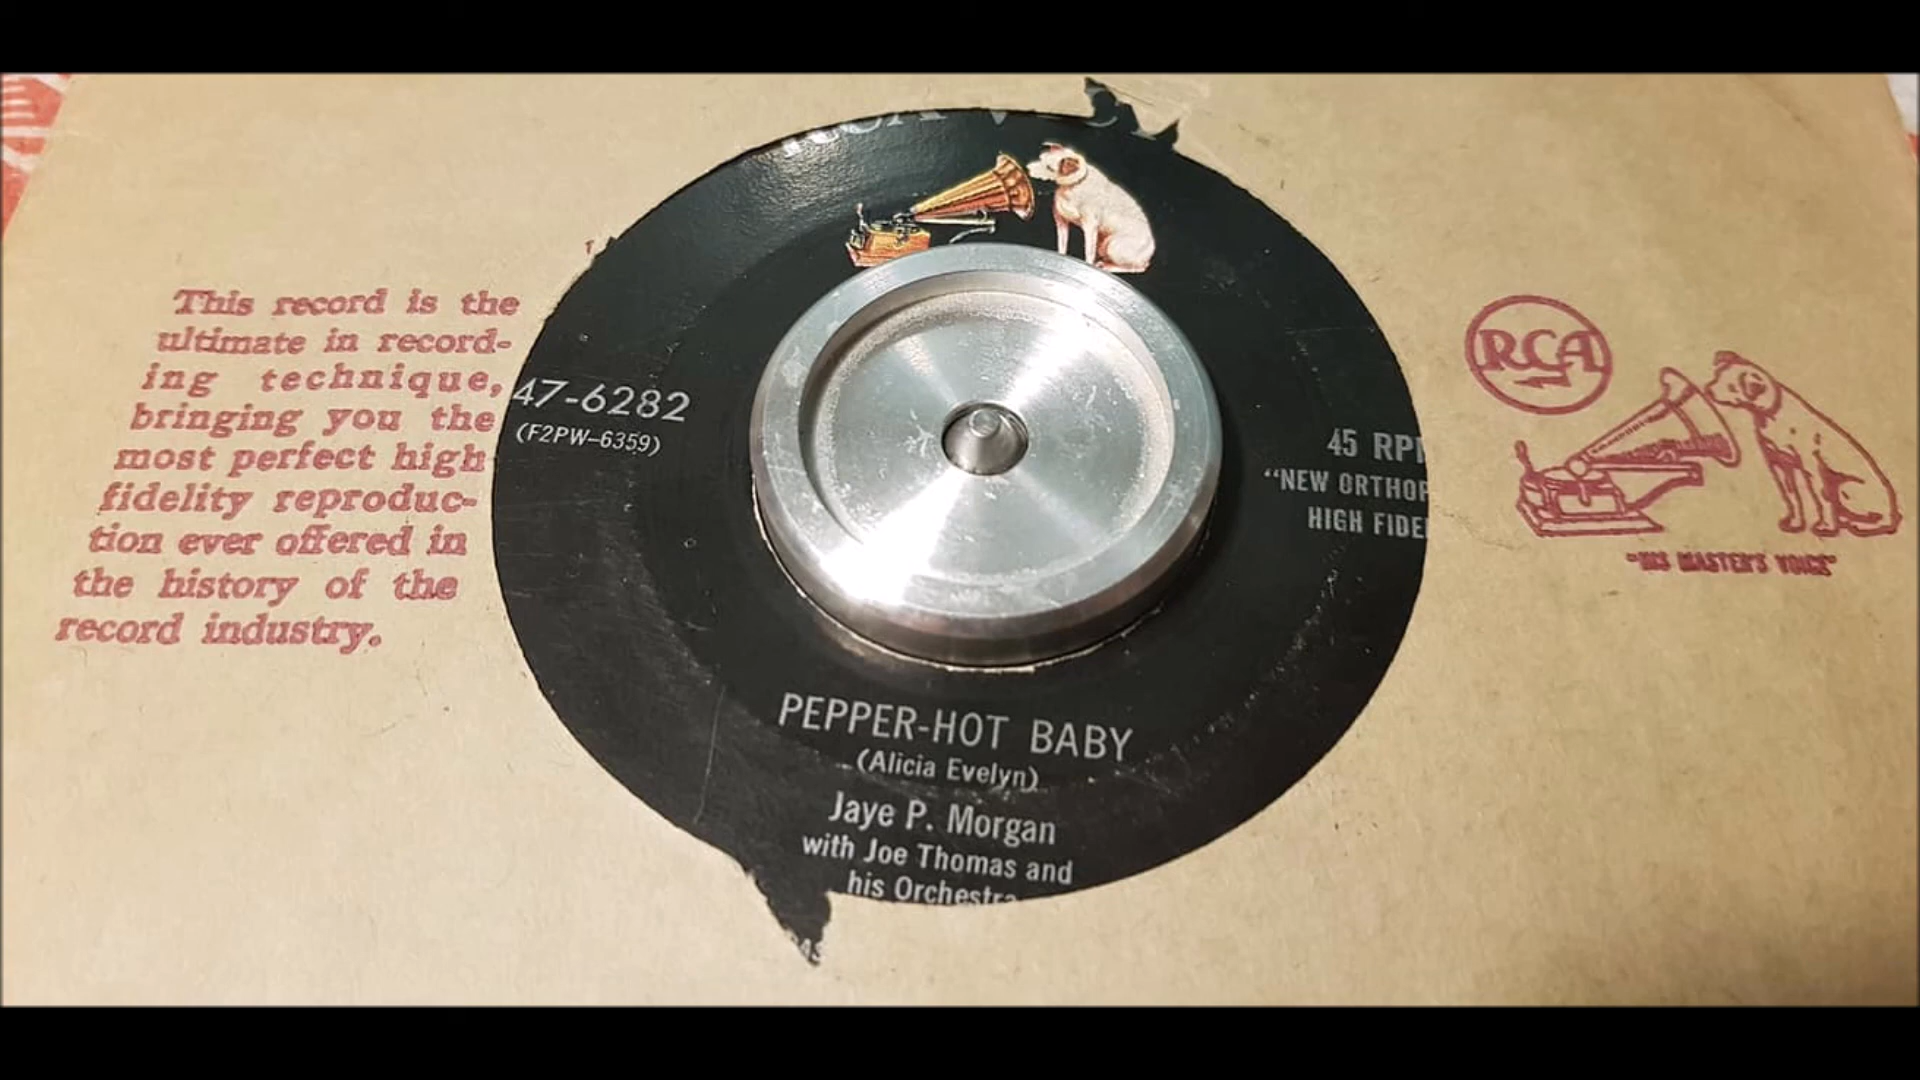 This record is the
ultimate in record-
ing technique,
bringing you the
most perfect high
fidelity reproduc-
tion ever offered in
the history of the
record industry.
47-6282
(F2PW-6359)
45 RP
"NEW ORTHOP
HIGH FIDE
PEPPER-HOT BABY
(Alicia Evelyn)
Jaye P. Morgan
with Joe Thomas and
his Orchestra
RCA
"HIS MASTER'S VOICE"